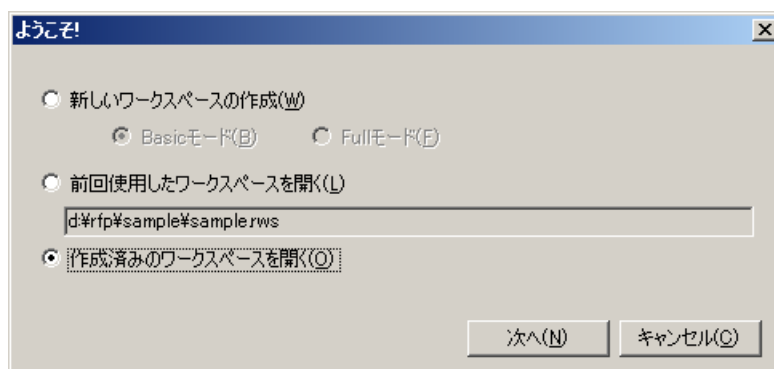 ようこそ!
新しいワークスペースの作成(W)
Basicモード(B) Fullモード(F)
前回使用したワークスペースを開く(L)
d:¥rfp¥sample¥sample.rws
作成済みのワークスペースを開く(O)
次へ(N) キャンセル(C)